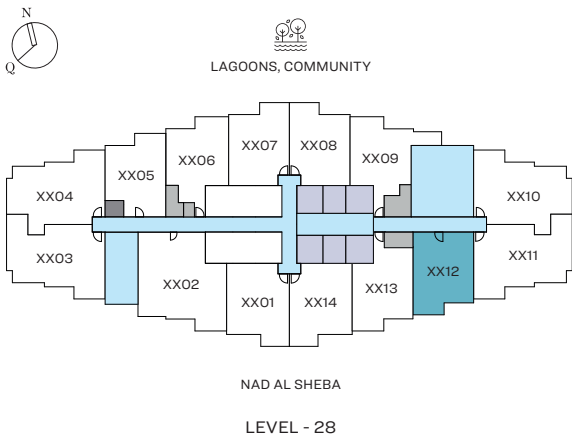 N
Q
LAGOONS, COMMUNITY
XX07
XX08
XX06
XX09
XX05
XX04
XX10
XX03
XX11
XX12
XX02
XX13
XX01
XX14
NAD AL SHEBA
LEVEL - 28